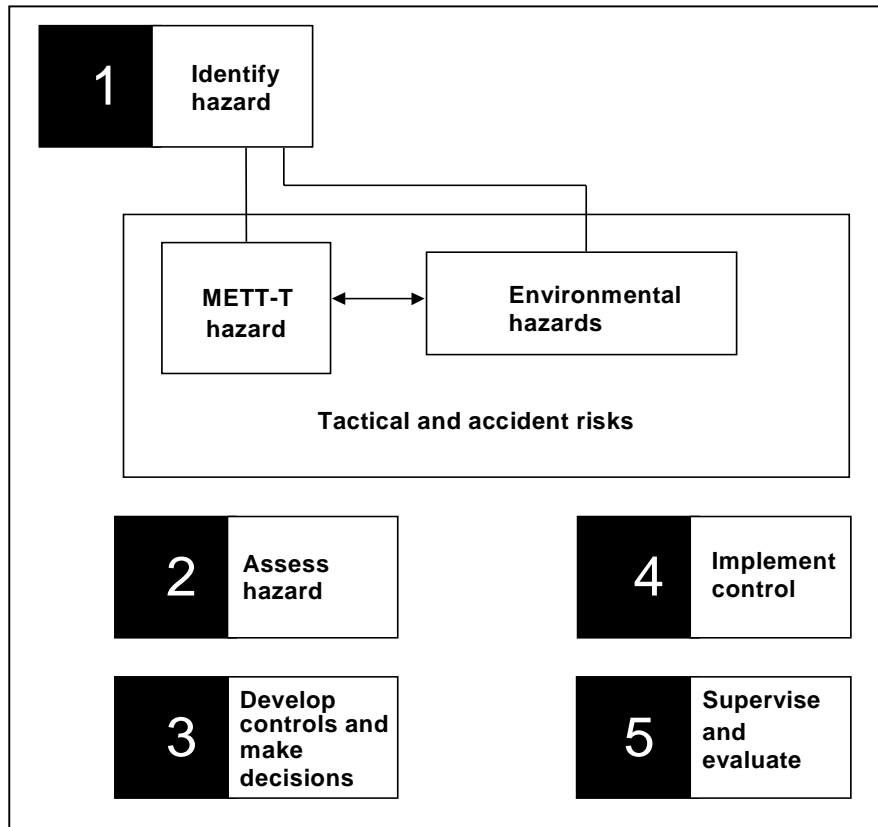 1
Identify
hazard
METT-T
hazard
Environmental
hazards
Tactical and accident risks
2
Assess
hazard
3
Develop
controls and
make
decisions
4
Implement
control
5
Supervise
and
evaluate